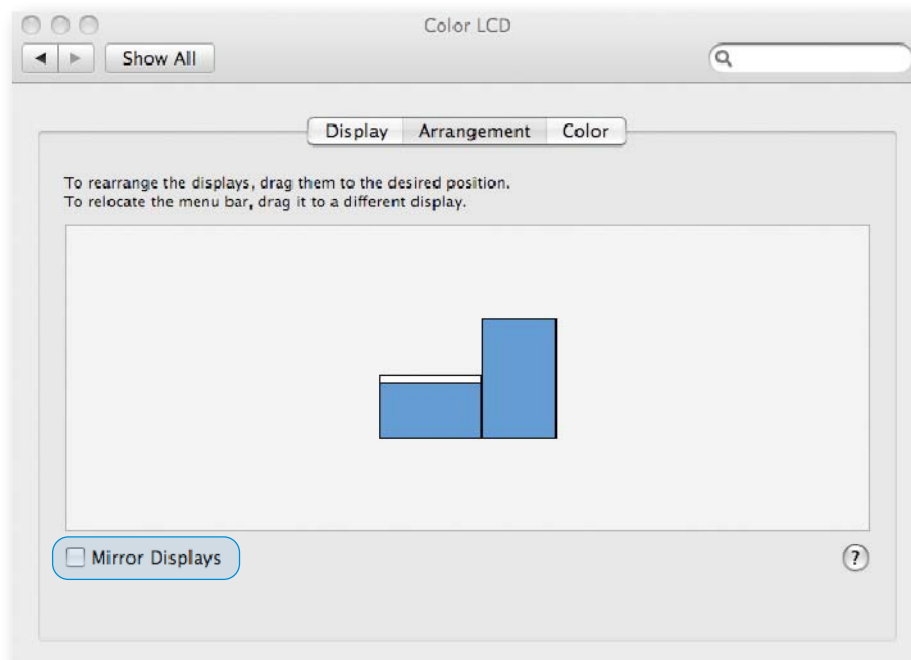 Color LCD
Show All
Display Arrangement Color
To rearrange the displays, drag them to the desired position.
To relocate the menu bar, drag it to a different display.
Mirror Displays
?